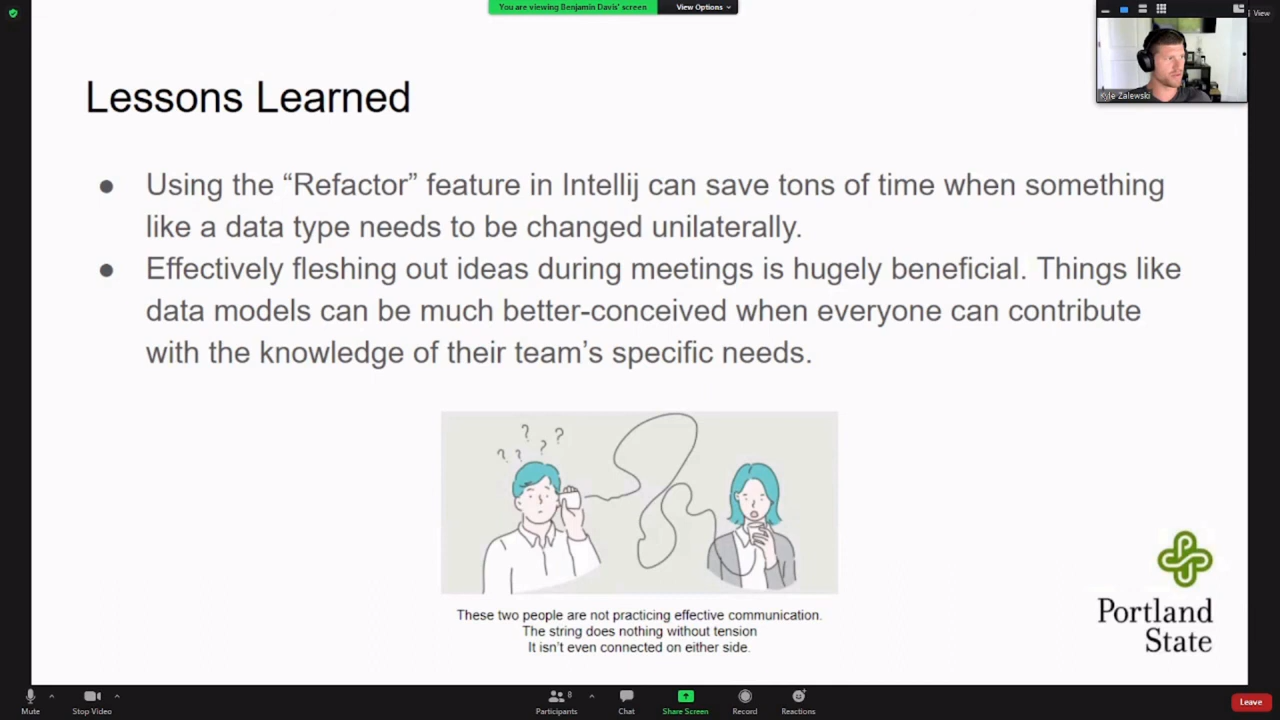 You are viewing Benjamin Davis' screen
View Options
View
Kyle Zalewski
Lessons Learned
● Using the “Refactor” feature in Intellij can save tons of time when something
like a data type needs to be changed unilaterally.
● Effectively fleshing out ideas during meetings is hugely beneficial. Things like
data models can be much better-conceived when everyone can contribute
with the knowledge of their team’s specific needs.
? ? ? ? ?
These two people are not practicing effective communication.
The string does nothing without tension
It isn't even connected on either side.
Portland
State
Mute
Stop Video
8
Participants
Chat
Share Screen
Record
Reactions
Leave